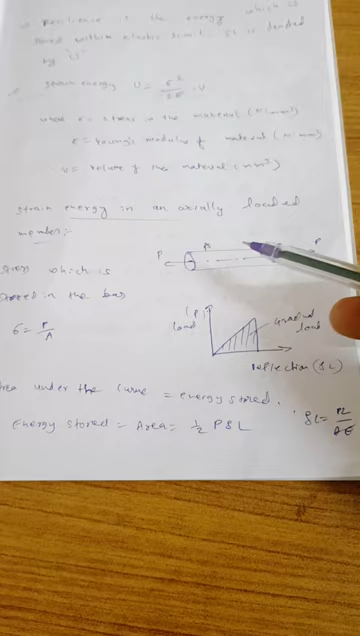 Resilience is the energy which is
stored within elastic limit. It is denoted
by "U"
strain energy U = σ²/2E · V
where σ = stress in the material (N/mm²)
E = Young's modulus of material (N/mm²)
v = volume of the material (mm³)
strain energy in an axially loaded
member:-
P P
stress which is
stored in the bar
σ = P/A
(P)
load
Gradual
load
Deflection (δL)
Area under the curve = energy stored.
Energy stored = Area = 1/2 P δL
δL = PL/AE